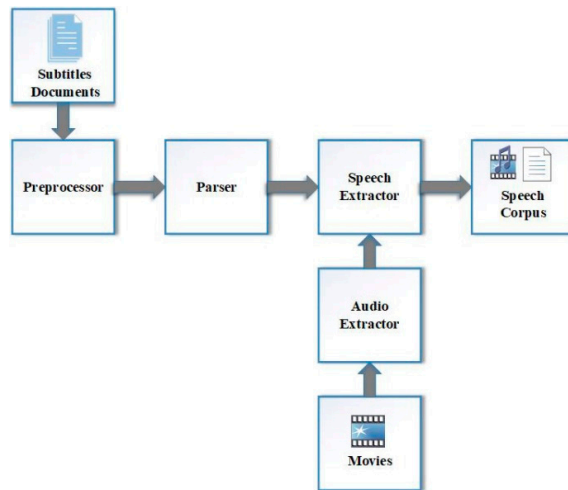 Subtitles
Documents
Preprocessor
Parser
Speech
Extractor
Speech
Corpus
Audio
Extractor
Movies